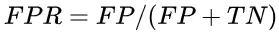 FPR = FP/(FP + TN)